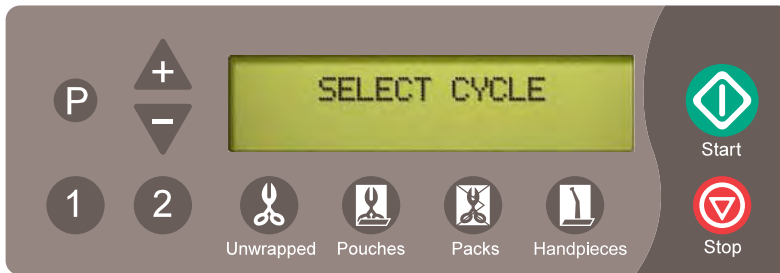 SELECT CYCLE
P
+
−
1
2
Unwrapped
Pouches
Packs
Handpieces
Start
Stop